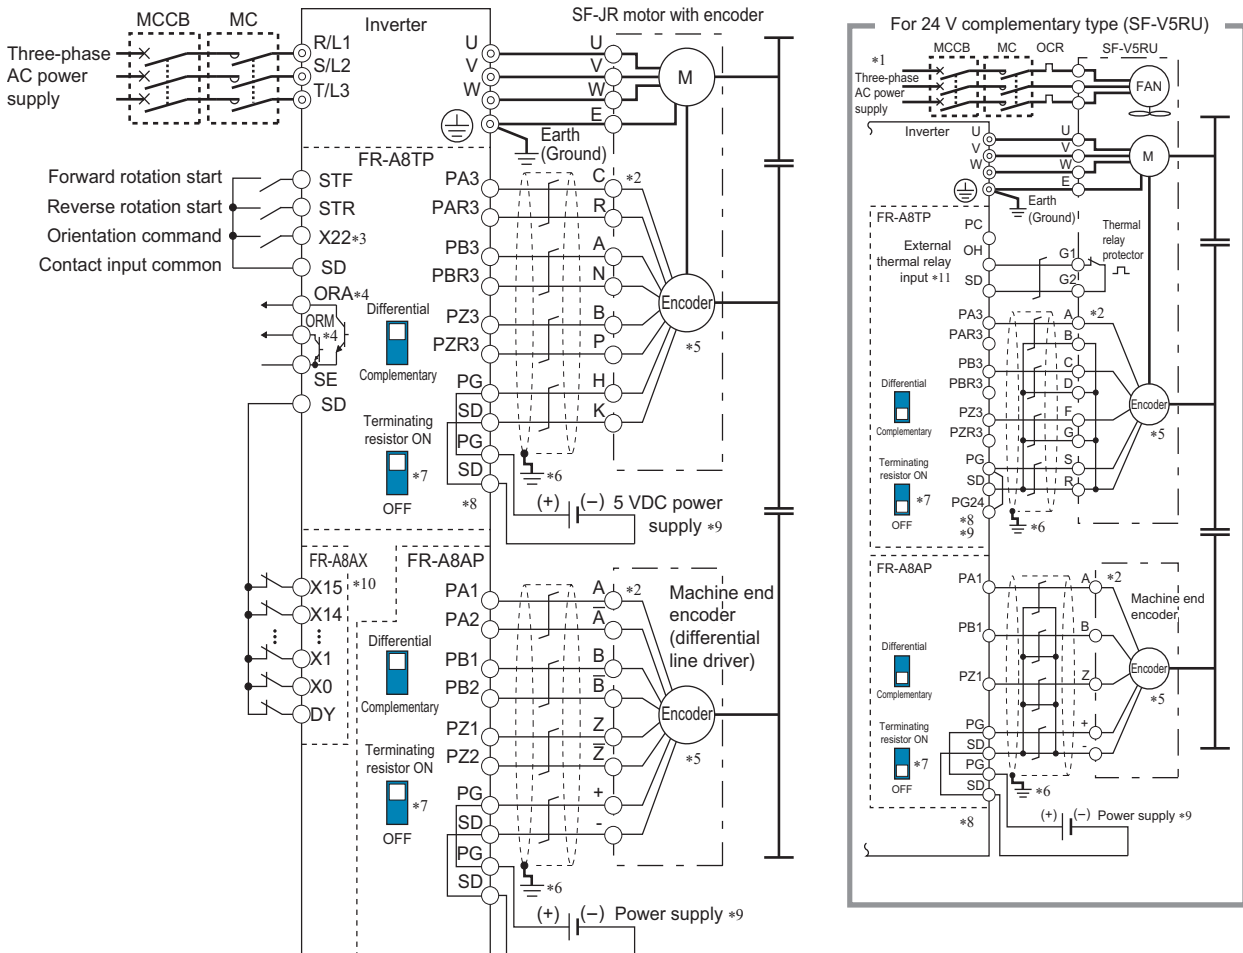 MCCB
MC
Three-phase
AC power
supply
R/L1
S/L2
T/L3
Inverter
U
V
W
SF-JR motor with encoder
U
V
W
E
M
Earth
(Ground)
FR-A8TP
Forward rotation start
Reverse rotation start
Orientation command
Contact input common
STF
STR
X22*3
SD
ORA*4
ORM
*4
SE
SD
Differential
Complementary
Terminating
resistor ON
*7
OFF
PA3
PAR3
PB3
PBR3
PZ3
PZR3
PG
SD
PG
SD
*8
C
*2
R
A
N
B
P
H
K
Encoder
*5
*6
(+)
(−)
5 VDC power
supply *9
FR-A8AX
X15
*10
X14
X1
X0
DY
FR-A8AP
Differential
Complementary
Terminating
resistor ON
*7
OFF
PA1
PA2
PB1
PB2
PZ1
PZ2
PG
SD
PG
SD
A
*2
A̅
B
B̅
Z
Z̅
+
-
Machine end
encoder
(differential
line driver)
Encoder
*5
*6
(+)
(−)
Power supply *9
For 24 V complementary type (SF-V5RU)
MCCB
MC
OCR
SF-V5RU
*1
Three-phase
AC power
supply
FAN
Inverter
U
V
W
U
V
W
E
M
Earth
(Ground)
FR-A8TP
PC
External
thermal relay
input *11
OH
SD
G1
G2
Thermal
relay
protector
PA3
PAR3
PB3
PBR3
PZ3
PZR3
PG
SD
PG24
*8
*9
A
*2
B
C
D
F
G
S
R
Encoder
*5
*6
Differential
Complementary
Terminating
resistor ON
*7
OFF
FR-A8AP
PA1
PB1
PZ1
PG
SD
PG
SD
*8
A
*2
B
Z
+
-
Machine end
encoder
Encoder
*5
*6
Differential
Complementary
Terminating
resistor ON
*7
OFF
(+)
(−)
Power supply *9